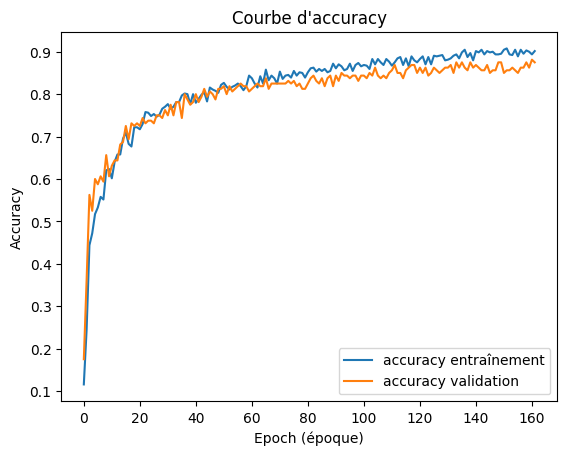 Courbe d'accuracy
Accuracy
0.9
0.8
0.7
0.6
0.5
0.4
0.3
0.2
0.1
0 20 40 60 80 100 120 140 160
Epoch (époque)
accuracy entraînement
accuracy validation